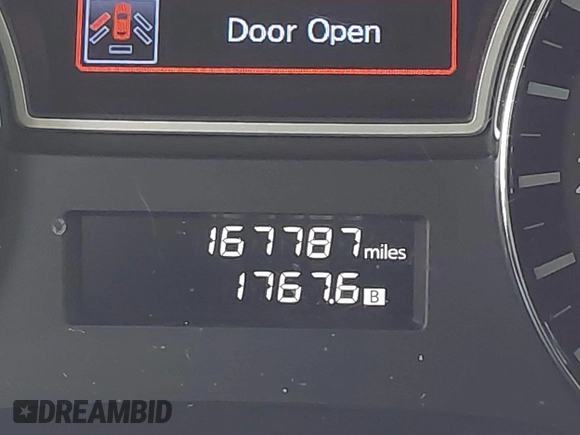 Door Open
167787 miles
1767.6 B
DREAMBID